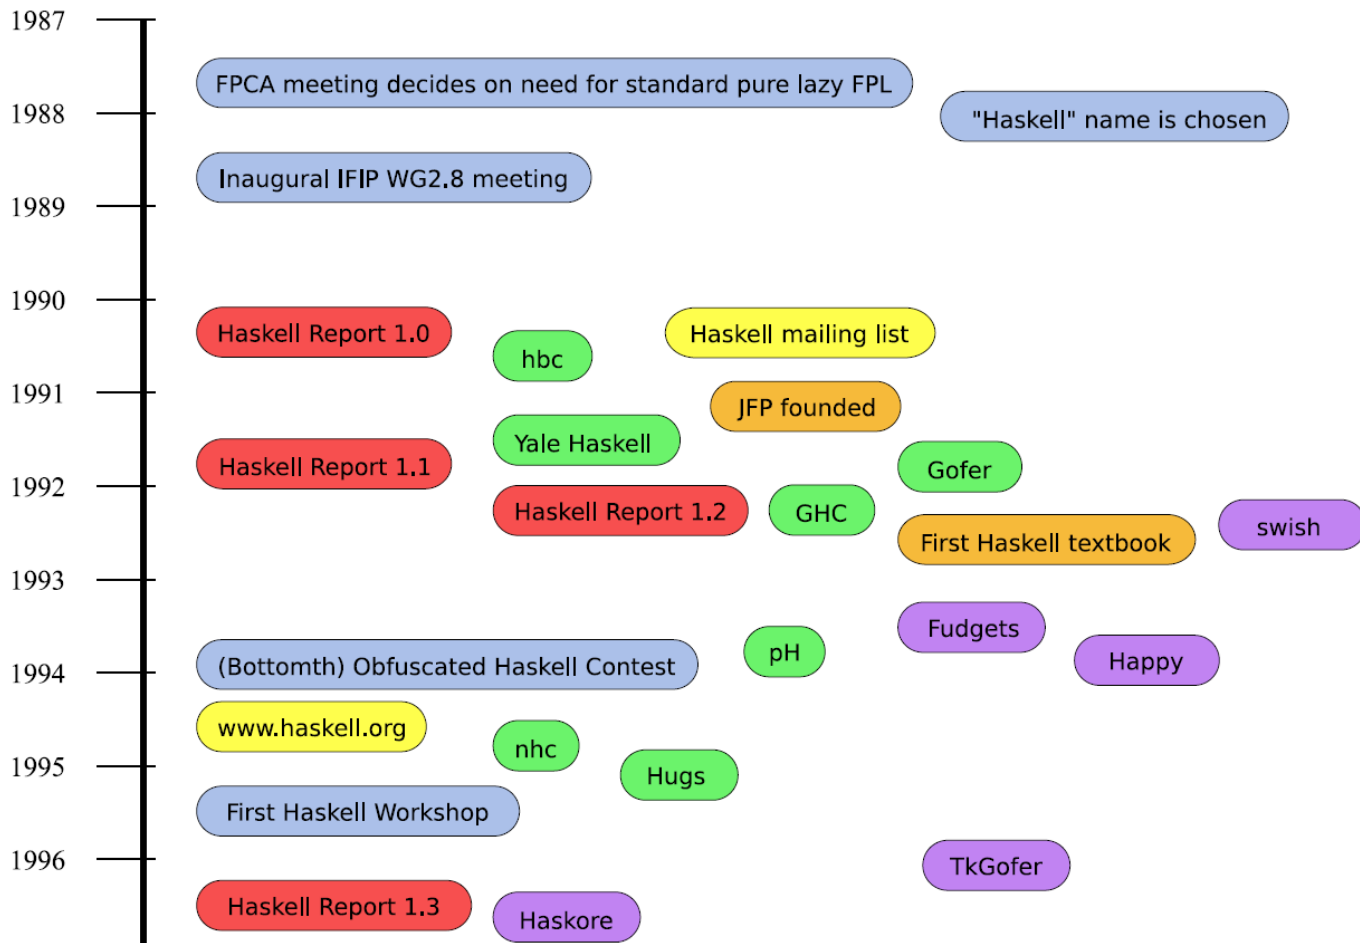 1987
FPCA meeting decides on need for standard pure lazy FPL
1988
"Haskell" name is chosen
Inaugural IFIP WG2.8 meeting
1989
1990
Haskell Report 1.0
Haskell mailing list
hbc
1991
JFP founded
Yale Haskell
Haskell Report 1.1
Gofer
1992
Haskell Report 1.2
GHC
swish
First Haskell textbook
1993
Fudgets
pH
Happy
(Bottomth) Obfuscated Haskell Contest
1994
www.haskell.org
nhc
1995
Hugs
First Haskell Workshop
1996
TkGofer
Haskell Report 1.3
Haskore